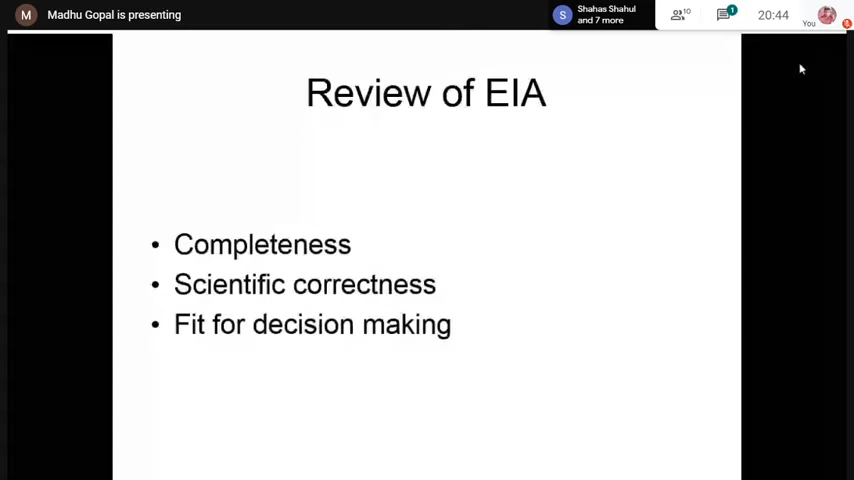 M Madhu Gopal is presenting
S Shahas Shahul
and 7 more
10
1
20:44
You
Review of EIA
• Completeness
• Scientific correctness
• Fit for decision making